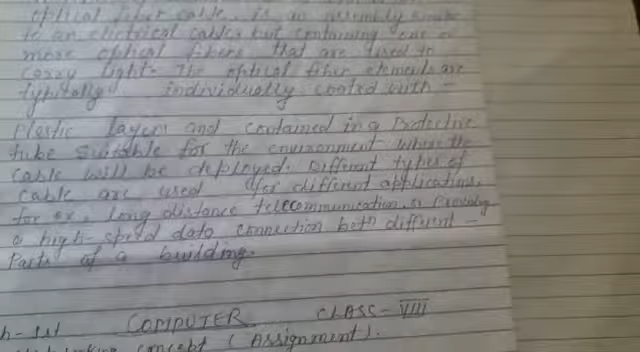 optical fiber cable, is an assembly similar
to an electrical cable, but containing one or
more optical fibers that are used to
carry light. The optical fiber elements are
typically individually coated with -
Plastic layers and contained in a Protective
tube suitable for the environment where the
cable will be deployed. Different types of
cable are used for different applications,
for ex. long distance telecommunication or Providing
a high-speed data connection both different -
Parts of a building.
COMPUTER CLASS - VIII
concept (Assignment).